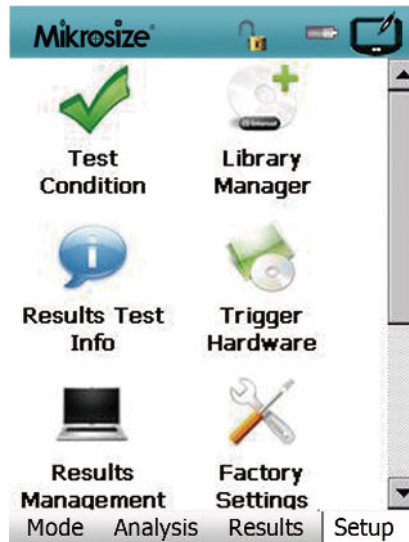 Mikrosize®
Test
Condition
Library
Manager
Results Test
Info
Trigger
Hardware
Results
Management
Factory
Settings
Mode Analysis Results Setup